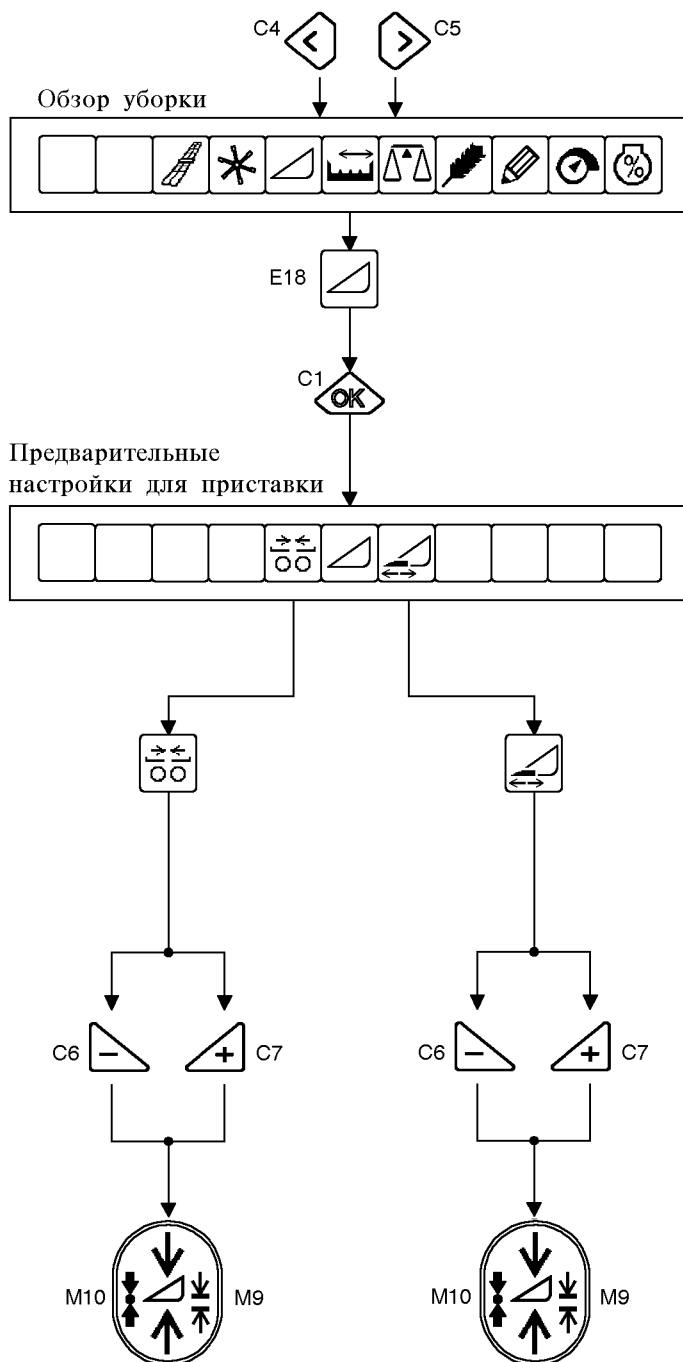 C4 C5
Обзор уборки
%
E18
C1
OK
Предварительные
настройки для приставки
C6 − + C7 C6 − + C7
M10 M9 M10 M9